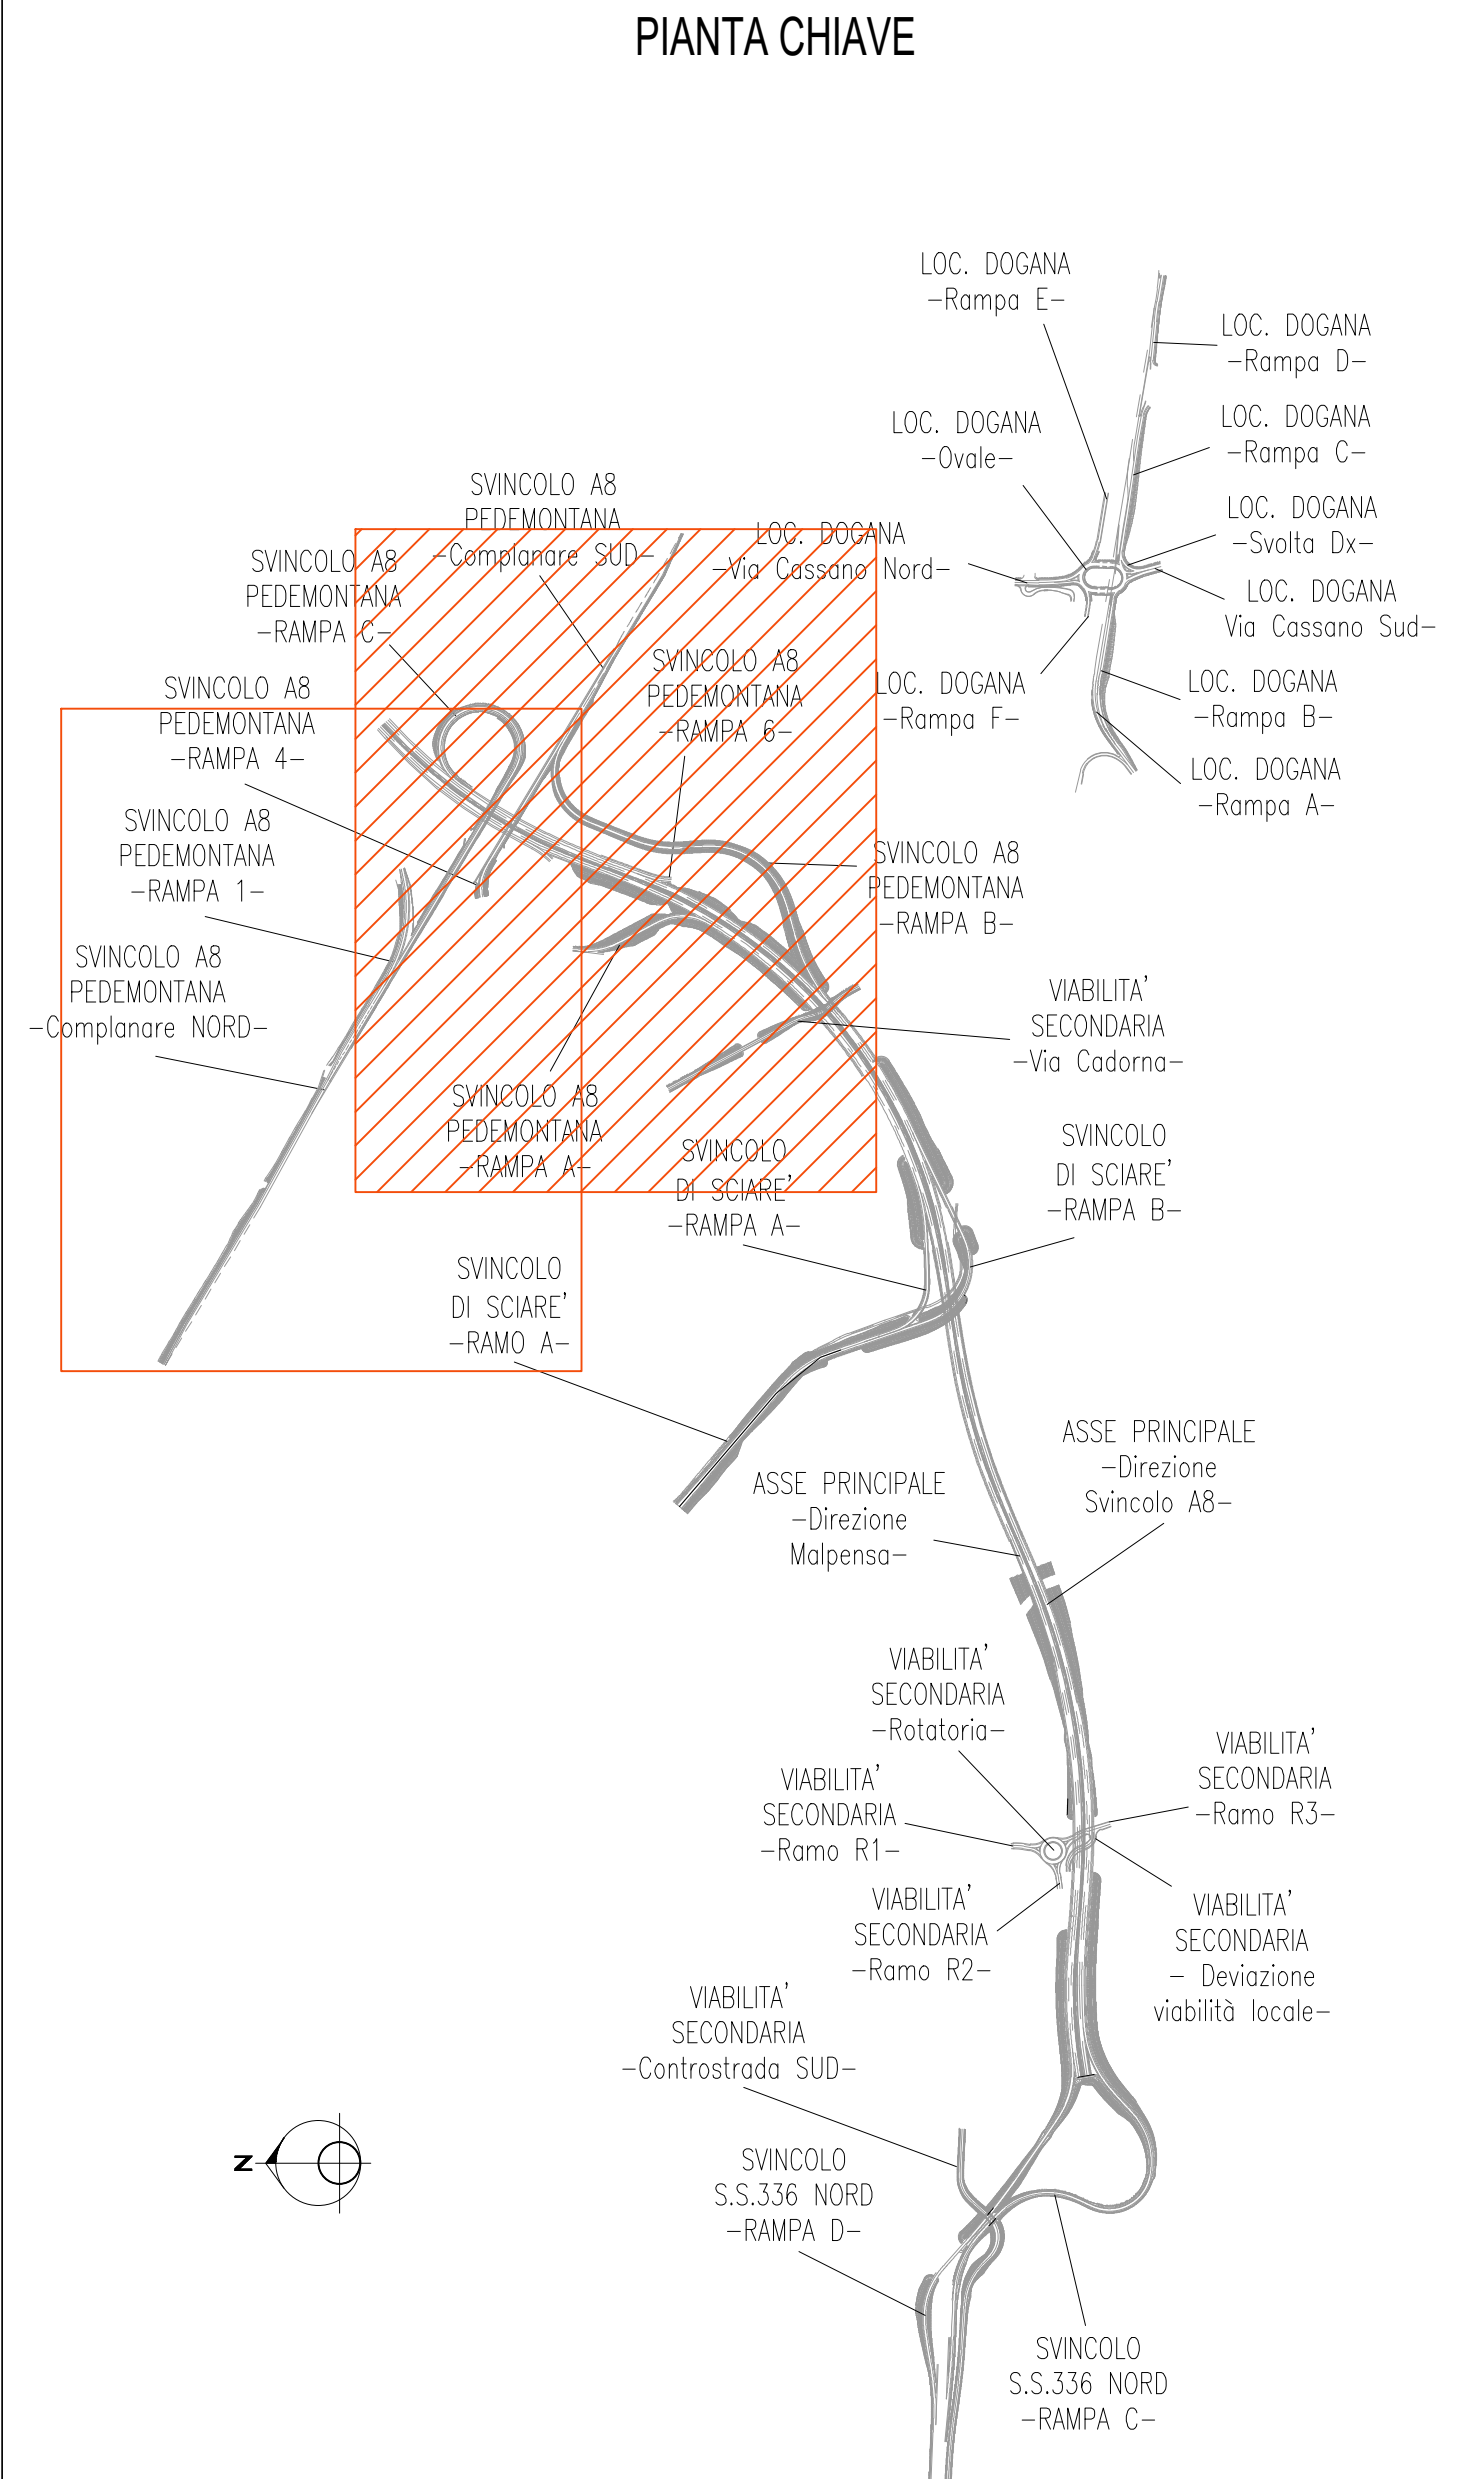 PIANTA CHIAVE
LOC. DOGANA
-Rampa E-
LOC. DOGANA
-Rampa D-
LOC. DOGANA
-Ovale-
LOC. DOGANA
-Rampa C-
SVINCOLO A8
PEDEMONTANA
-Complanare SUD-
LOC. DOGANA
-Svolta Dx-
LOC. DOGANA
-Via Cassano Nord-
SVINCOLO A8
PEDEMONTANA
-RAMPA C-
LOC. DOGANA
Via Cassano Sud-
SVINCOLO A8
PEDEMONTANA
-RAMPA 6-
LOC. DOGANA
-Rampa F-
LOC. DOGANA
-Rampa B-
SVINCOLO A8
PEDEMONTANA
-RAMPA 4-
LOC. DOGANA
-Rampa A-
SVINCOLO A8
PEDEMONTANA
-RAMPA 1-
SVINCOLO A8
PEDEMONTANA
-RAMPA B-
SVINCOLO A8
PEDEMONTANA
-Complanare NORD-
VIABILITA'
SECONDARIA
-Via Cadorna-
SVINCOLO A8
PEDEMONTANA
-RAMPA A-
SVINCOLO
DI SCIARE'
-RAMPA A-
SVINCOLO
DI SCIARE'
-RAMPA B-
SVINCOLO
DI SCIARE'
-RAMO A-
ASSE PRINCIPALE
-Direzione
Svincolo A8-
ASSE PRINCIPALE
-Direzione
Malpensa-
VIABILITA'
SECONDARIA
-Rotatoria-
VIABILITA'
SECONDARIA
-Ramo R3-
VIABILITA'
SECONDARIA
-Ramo R1-
VIABILITA'
SECONDARIA
-Ramo R2-
VIABILITA'
SECONDARIA
- Deviazione
viabilità locale-
VIABILITA'
SECONDARIA
-Controstrada SUD-
N
SVINCOLO
S.S.336 NORD
-RAMPA D-
SVINCOLO
S.S.336 NORD
-RAMPA C-